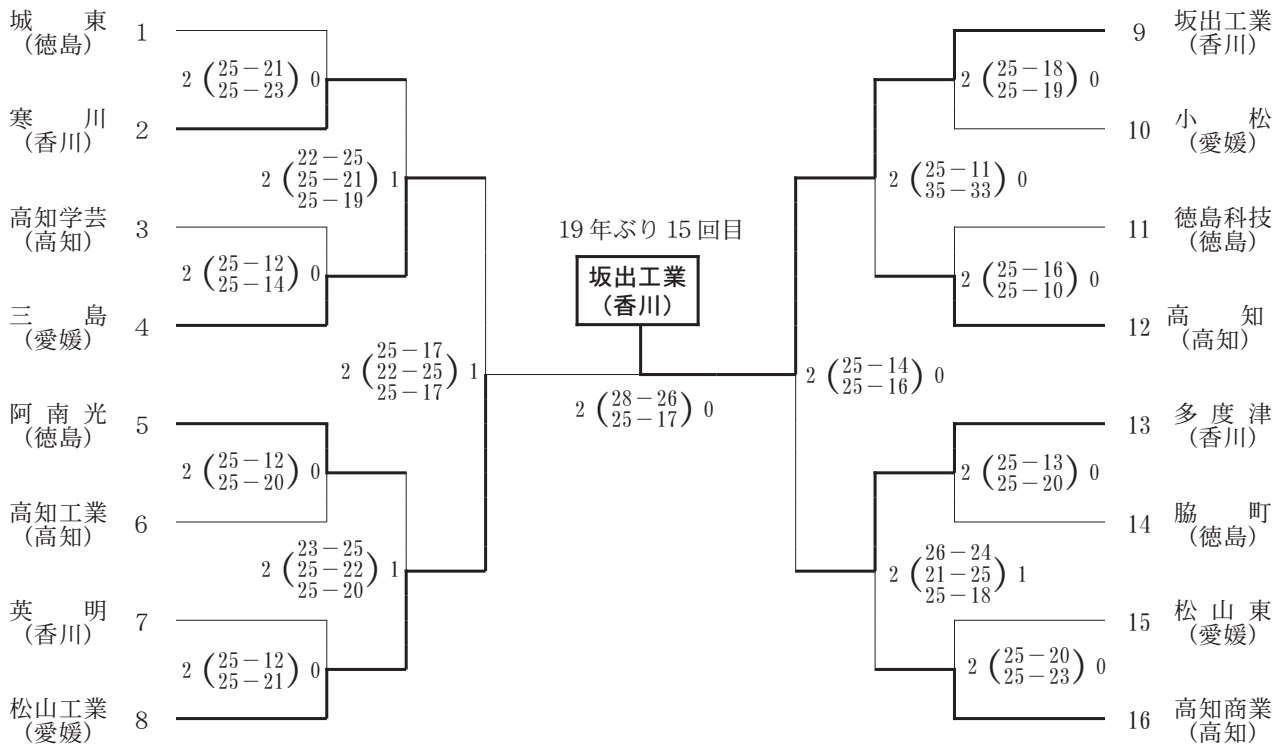 城 東
(徳島)
1
2 (25－21 25－23) 0
寒 川
(香川)
2
2 (22－25 25－21 25－19) 1
高知学芸
(高知)
3
2 (25－12 25－14) 0
三 島
(愛媛)
4
2 (25－17 22－25 25－17) 1
阿 南 光
(徳島)
5
2 (25－12 25－20) 0
高知工業
(高知)
6
2 (23－25 25－22 25－20) 1
英 明
(香川)
7
2 (25－12 25－21) 0
松山工業
(愛媛)
8
19年ぶり15回目
坂出工業
(香川)
2 (28－26 25－17) 0
9
坂出工業
(香川)
2 (25－18 25－19) 0
10
小 松
(愛媛)
2 (25－11 35－33) 0
11
徳島科技
(徳島)
2 (25－16 25－10) 0
12
高 知
(高知)
2 (25－14 25－16) 0
13
多 度 津
(香川)
2 (25－13 25－20) 0
14
脇 町
(徳島)
2 (26－24 21－25 25－18) 1
15
松 山 東
(愛媛)
2 (25－20 25－23) 0
16
高知商業
(高知)